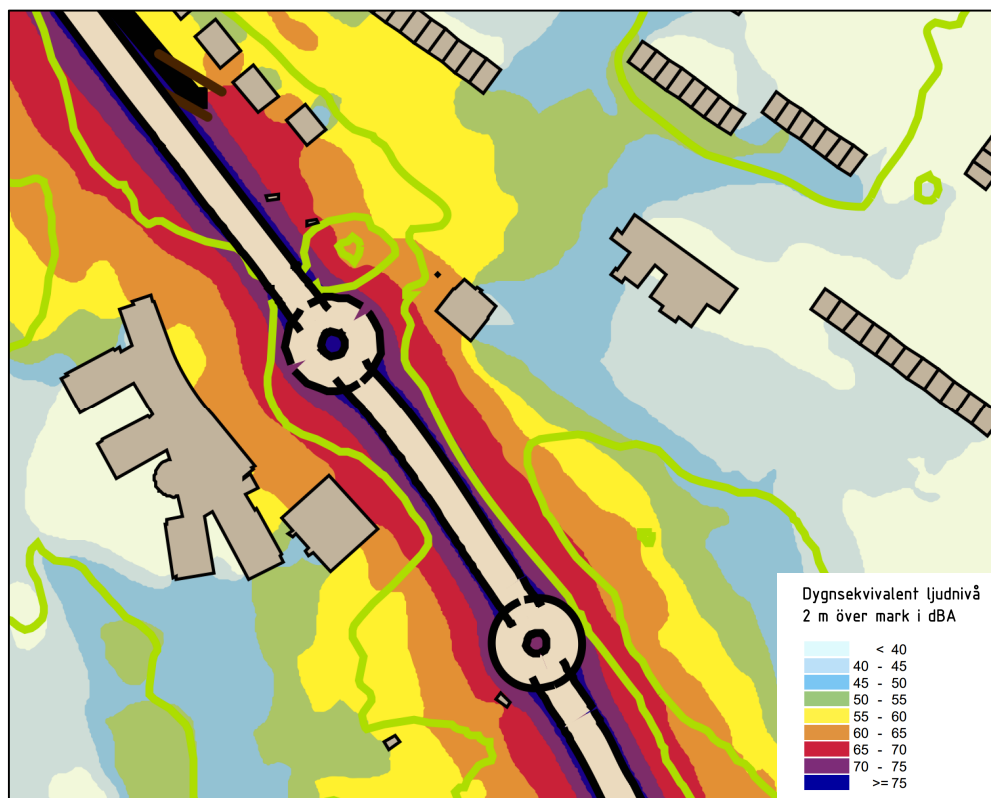 Dygnsekvivalent ljudnivå
2 m över mark i dBA
< 40
40 - 45
45 - 50
50 - 55
55 - 60
60 - 65
65 - 70
70 - 75
>= 75